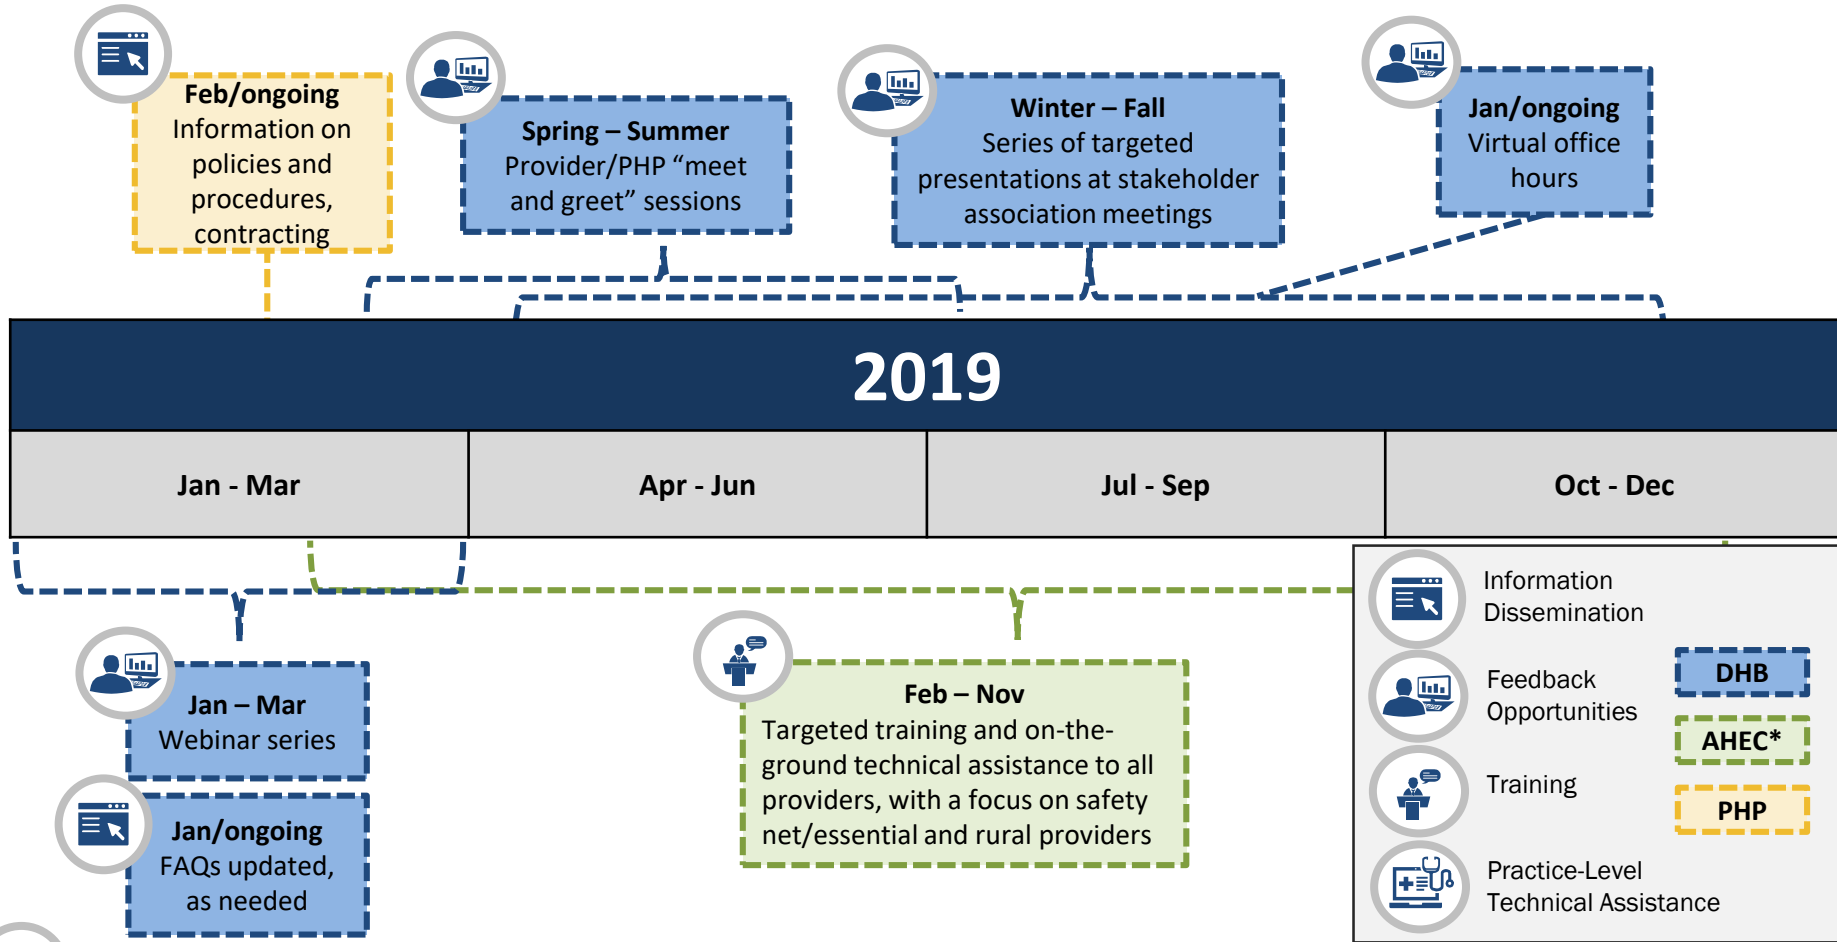 Feb/ongoing
Information on
policies and
procedures,
contracting
Spring – Summer
Provider/PHP “meet
and greet” sessions
Winter – Fall
Series of targeted
presentations at stakeholder
association meetings
Jan/ongoing
Virtual office
hours
2019
Jan - Mar
Apr - Jun
Jul - Sep
Oct - Dec
Jan – Mar
Webinar series
Jan/ongoing
FAQs updated,
as needed
Feb – Nov
Targeted training and on-the-
ground technical assistance to all
providers, with a focus on safety
net/essential and rural providers
Information
Dissemination
Feedback
Opportunities
Training
Practice-Level
Technical Assistance
DHB
AHEC*
PHP